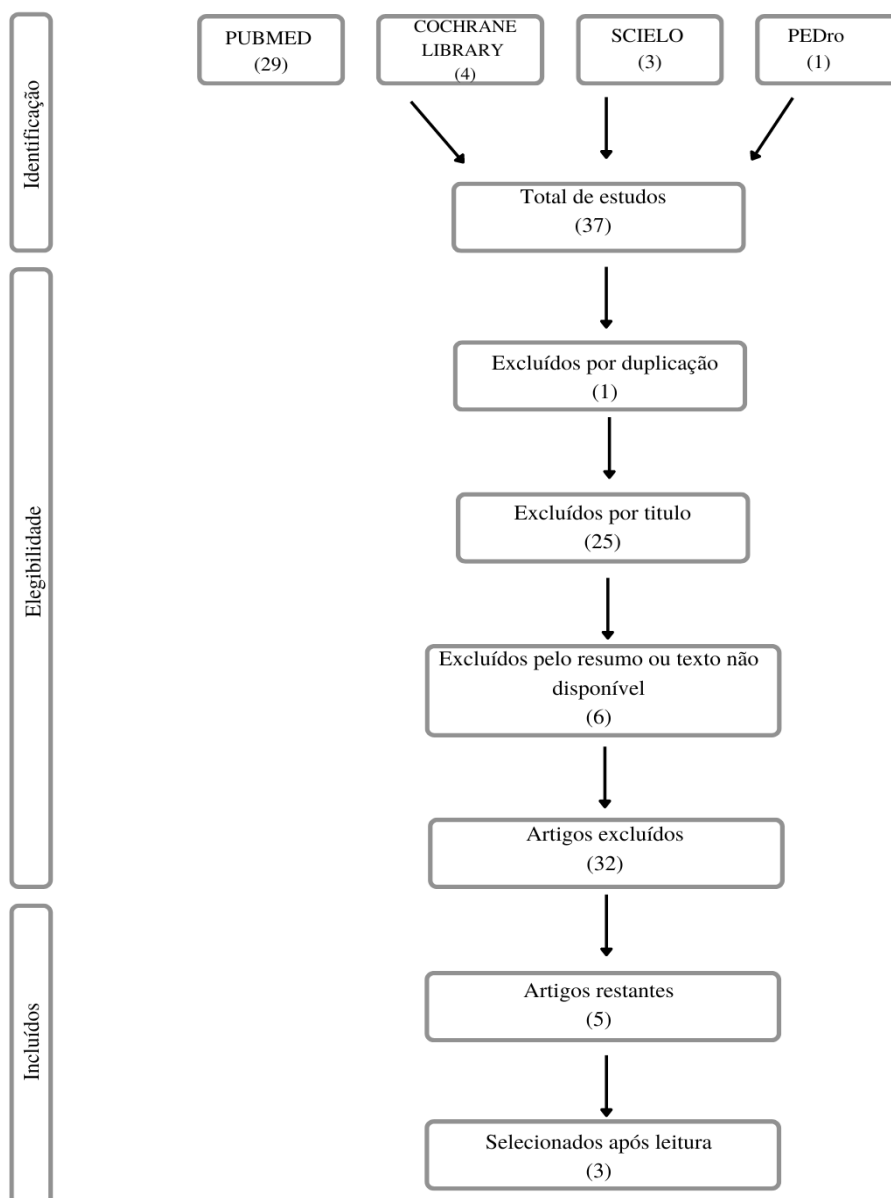 PUBMED
(29)
COCHRANE
LIBRARY
(4)
SCIELO
(3)
PEDro
(1)
Identificação
Total de estudos
(37)
Elegibilidade
Excluídos por duplicação
(1)
Excluídos por titulo
(25)
Excluídos pelo resumo ou texto não
disponível
(6)
Artigos excluídos
(32)
Incluídos
Artigos restantes
(5)
Selecionados após leitura
(3)